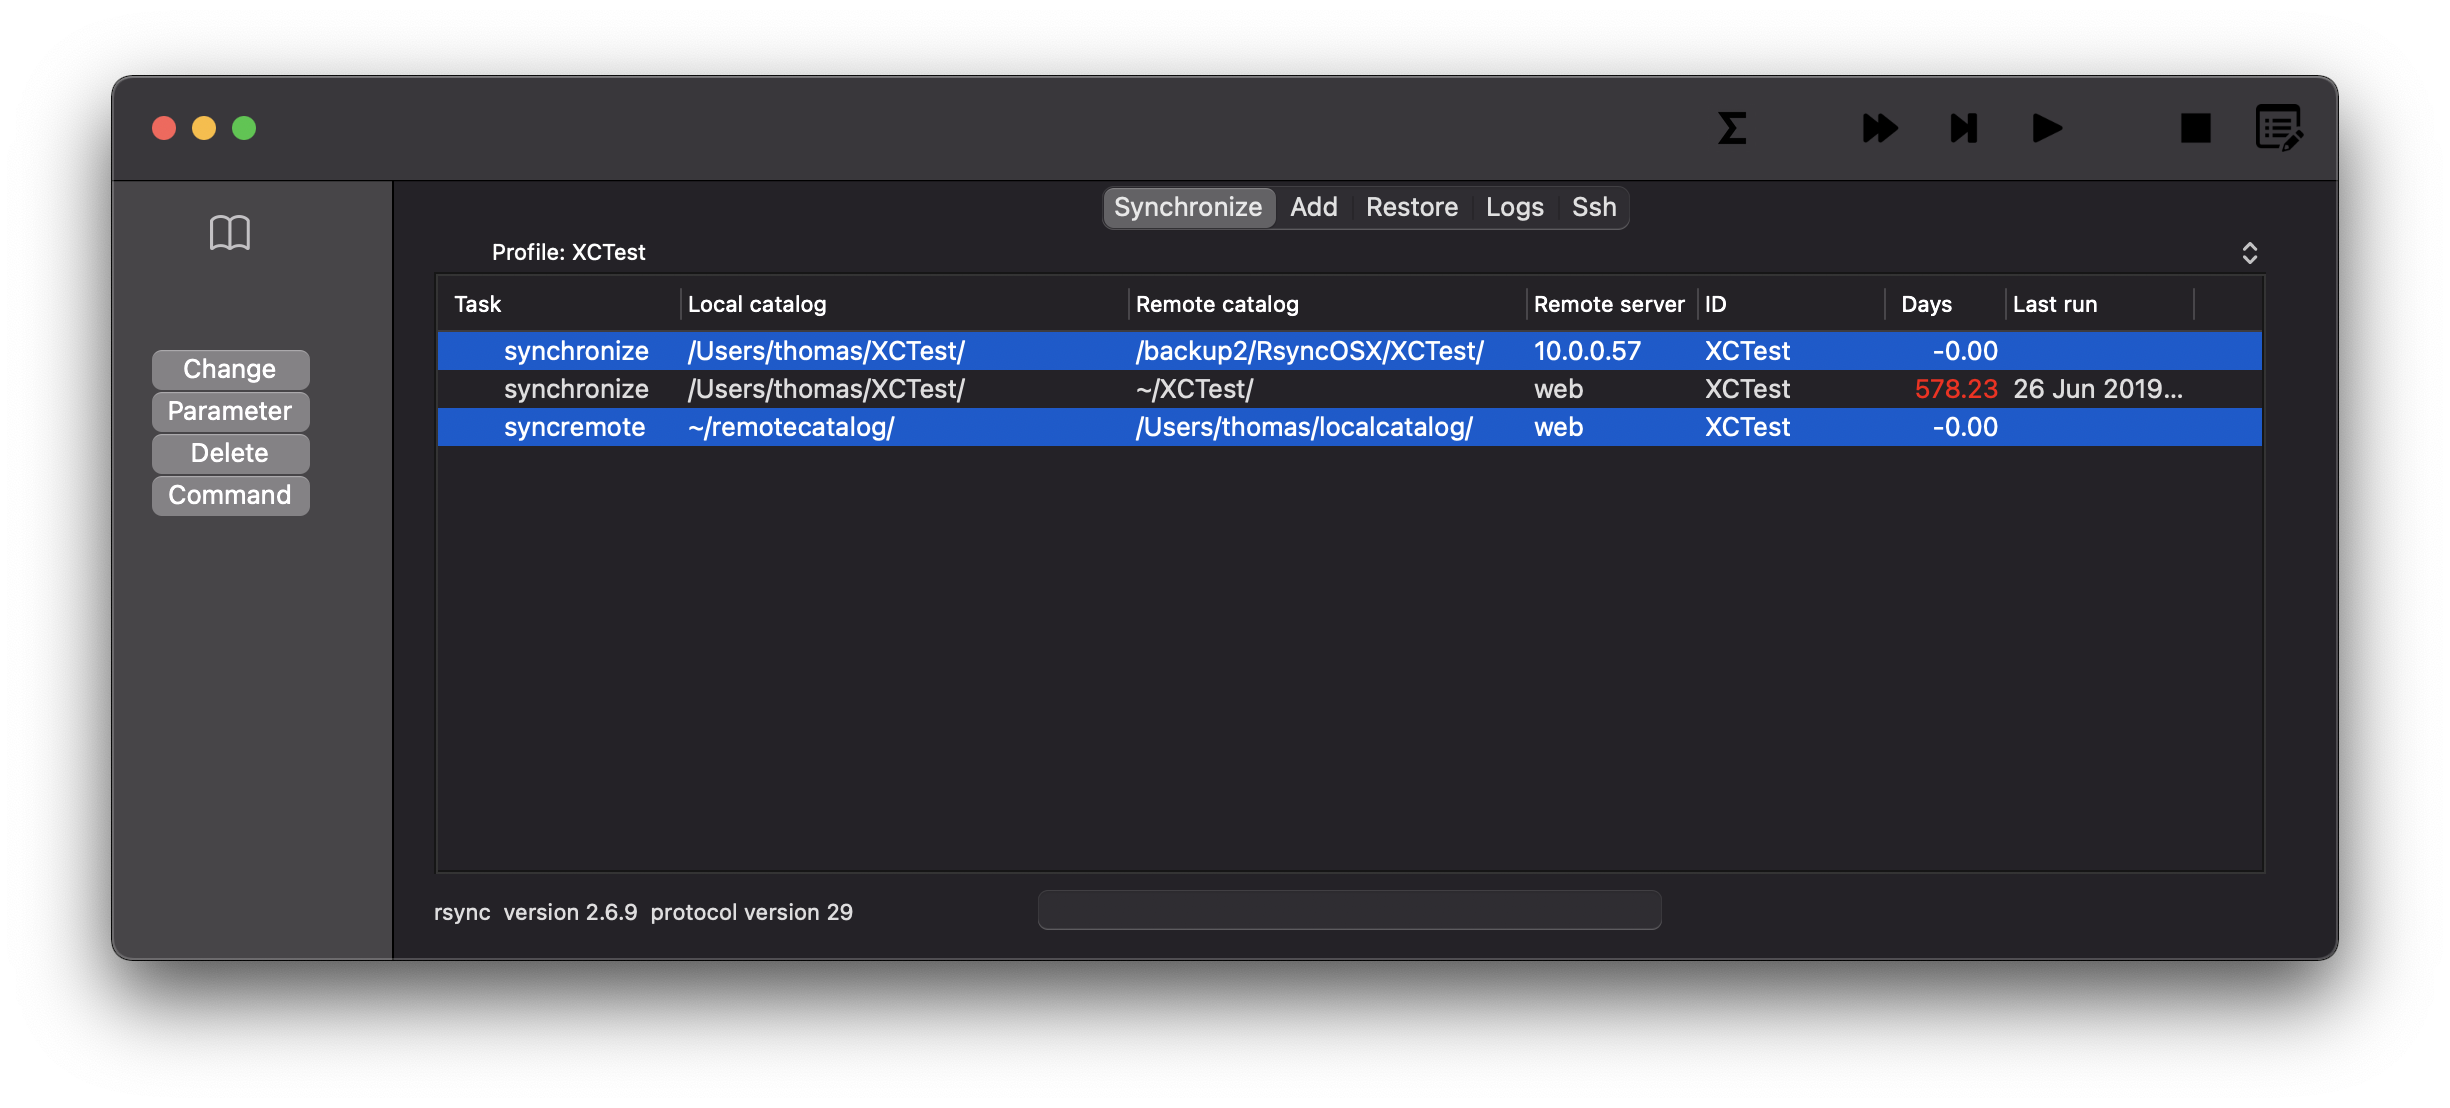 Synchronize Add Restore Logs Ssh
Profile: XCTest
Task Local catalog Remote catalog Remote server ID Days Last run
synchronize /Users/thomas/XCTest/ /backup2/RsyncOSX/XCTest/ 10.0.0.57 XCTest -0.00
synchronize /Users/thomas/XCTest/ ~/XCTest/ web XCTest 578.23 26 Jun 2019...
syncremote ~/remotecatalog/ /Users/thomas/localcatalog/ web XCTest -0.00
Change
Parameter
Delete
Command
rsync version 2.6.9 protocol version 29